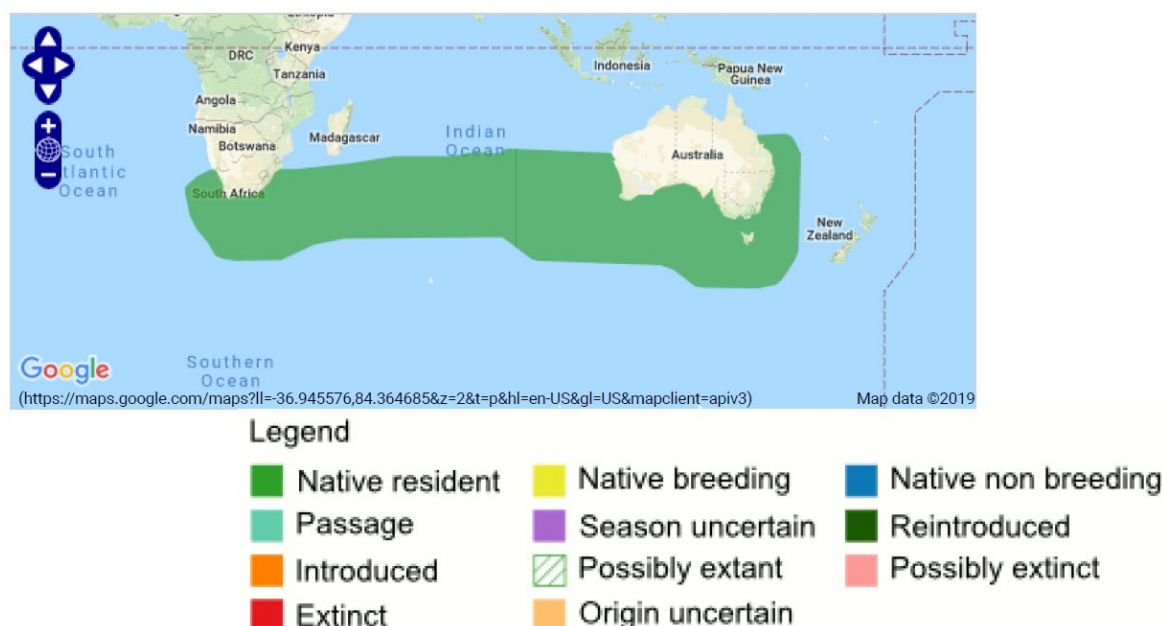 Ethiopia
DRC
Kenya
Tanzania
Angola
Namibia
Botswana
Madagascar
South Africa
South
tlantic
Ocean
Indian
Ocean
Indonesia
Papua New
Guinea
Australia
New
Zealand
Southern
Ocean
Google
(https://maps.google.com/maps?ll=-36.945576,84.364685&z=2&t=p&hl=en-US&gl=US&mapclient=apiv3)
Map data ©2019
Legend
Native resident
Native breeding
Native non breeding
Passage
Season uncertain
Reintroduced
Introduced
Possibly extant
Possibly extinct
Extinct
Origin uncertain